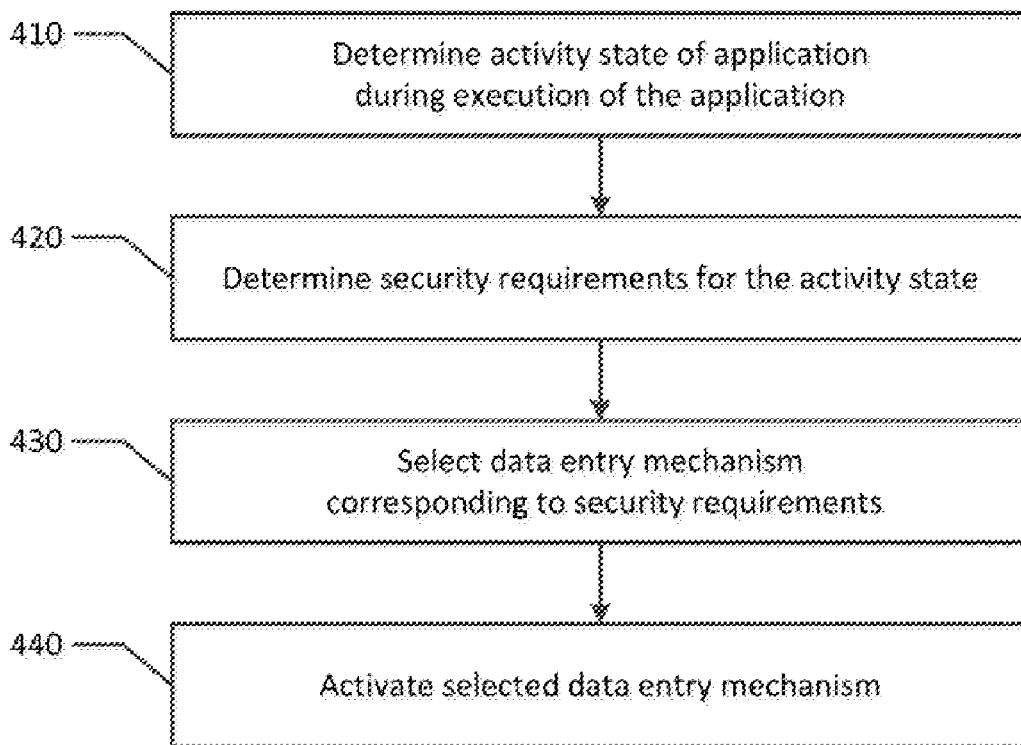 410
Determine activity state of application
during execution of the application
420
Determine security requirements for the activity state
430
Select data entry mechanism
corresponding to security requirements
440
Activate selected data entry mechanism